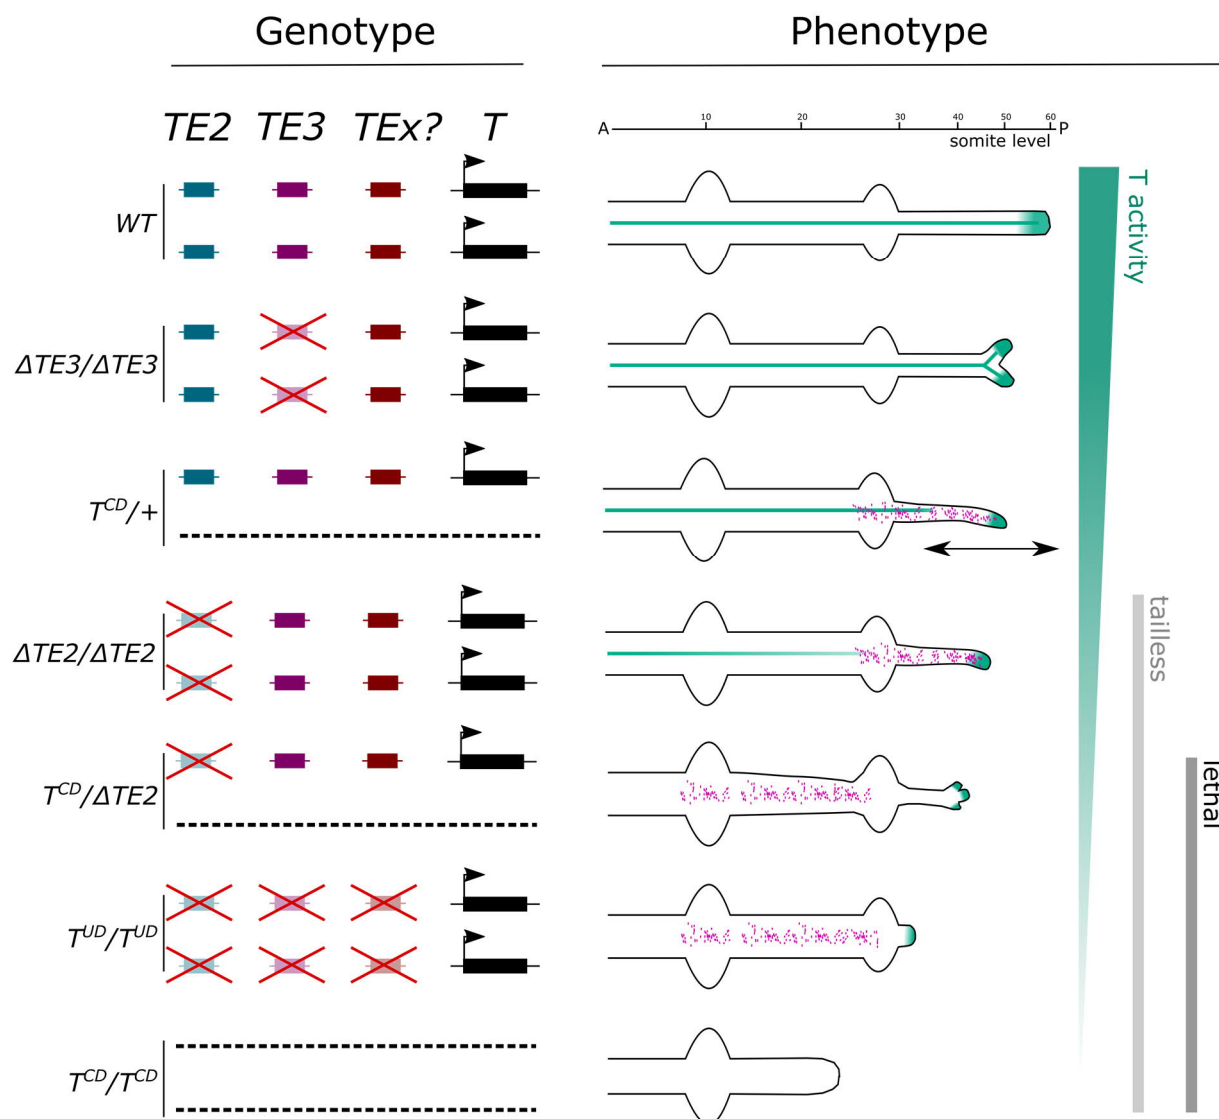 Genotype Phenotype
TE2 TE3 TEx? T
A 10 20 30 40 50 60 P
somite level
WT
T activity
ΔTE3/ΔTE3
T^CD/+
ΔTE2/ΔTE2
tailless
T^CD/ΔTE2
lethal
T^UD/T^UD
T^CD/T^CD